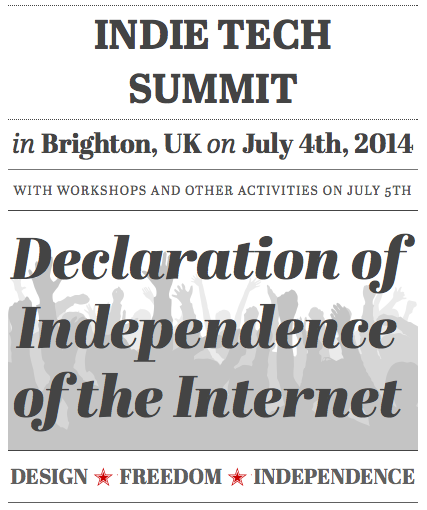 INDIE TECH
SUMMIT
in Brighton, UK on July 4th, 2014
WITH WORKSHOPS AND OTHER ACTIVITIES ON JULY 5TH
Declaration of
Independence
of the Internet
DESIGN ★ FREEDOM ★ INDEPENDENCE